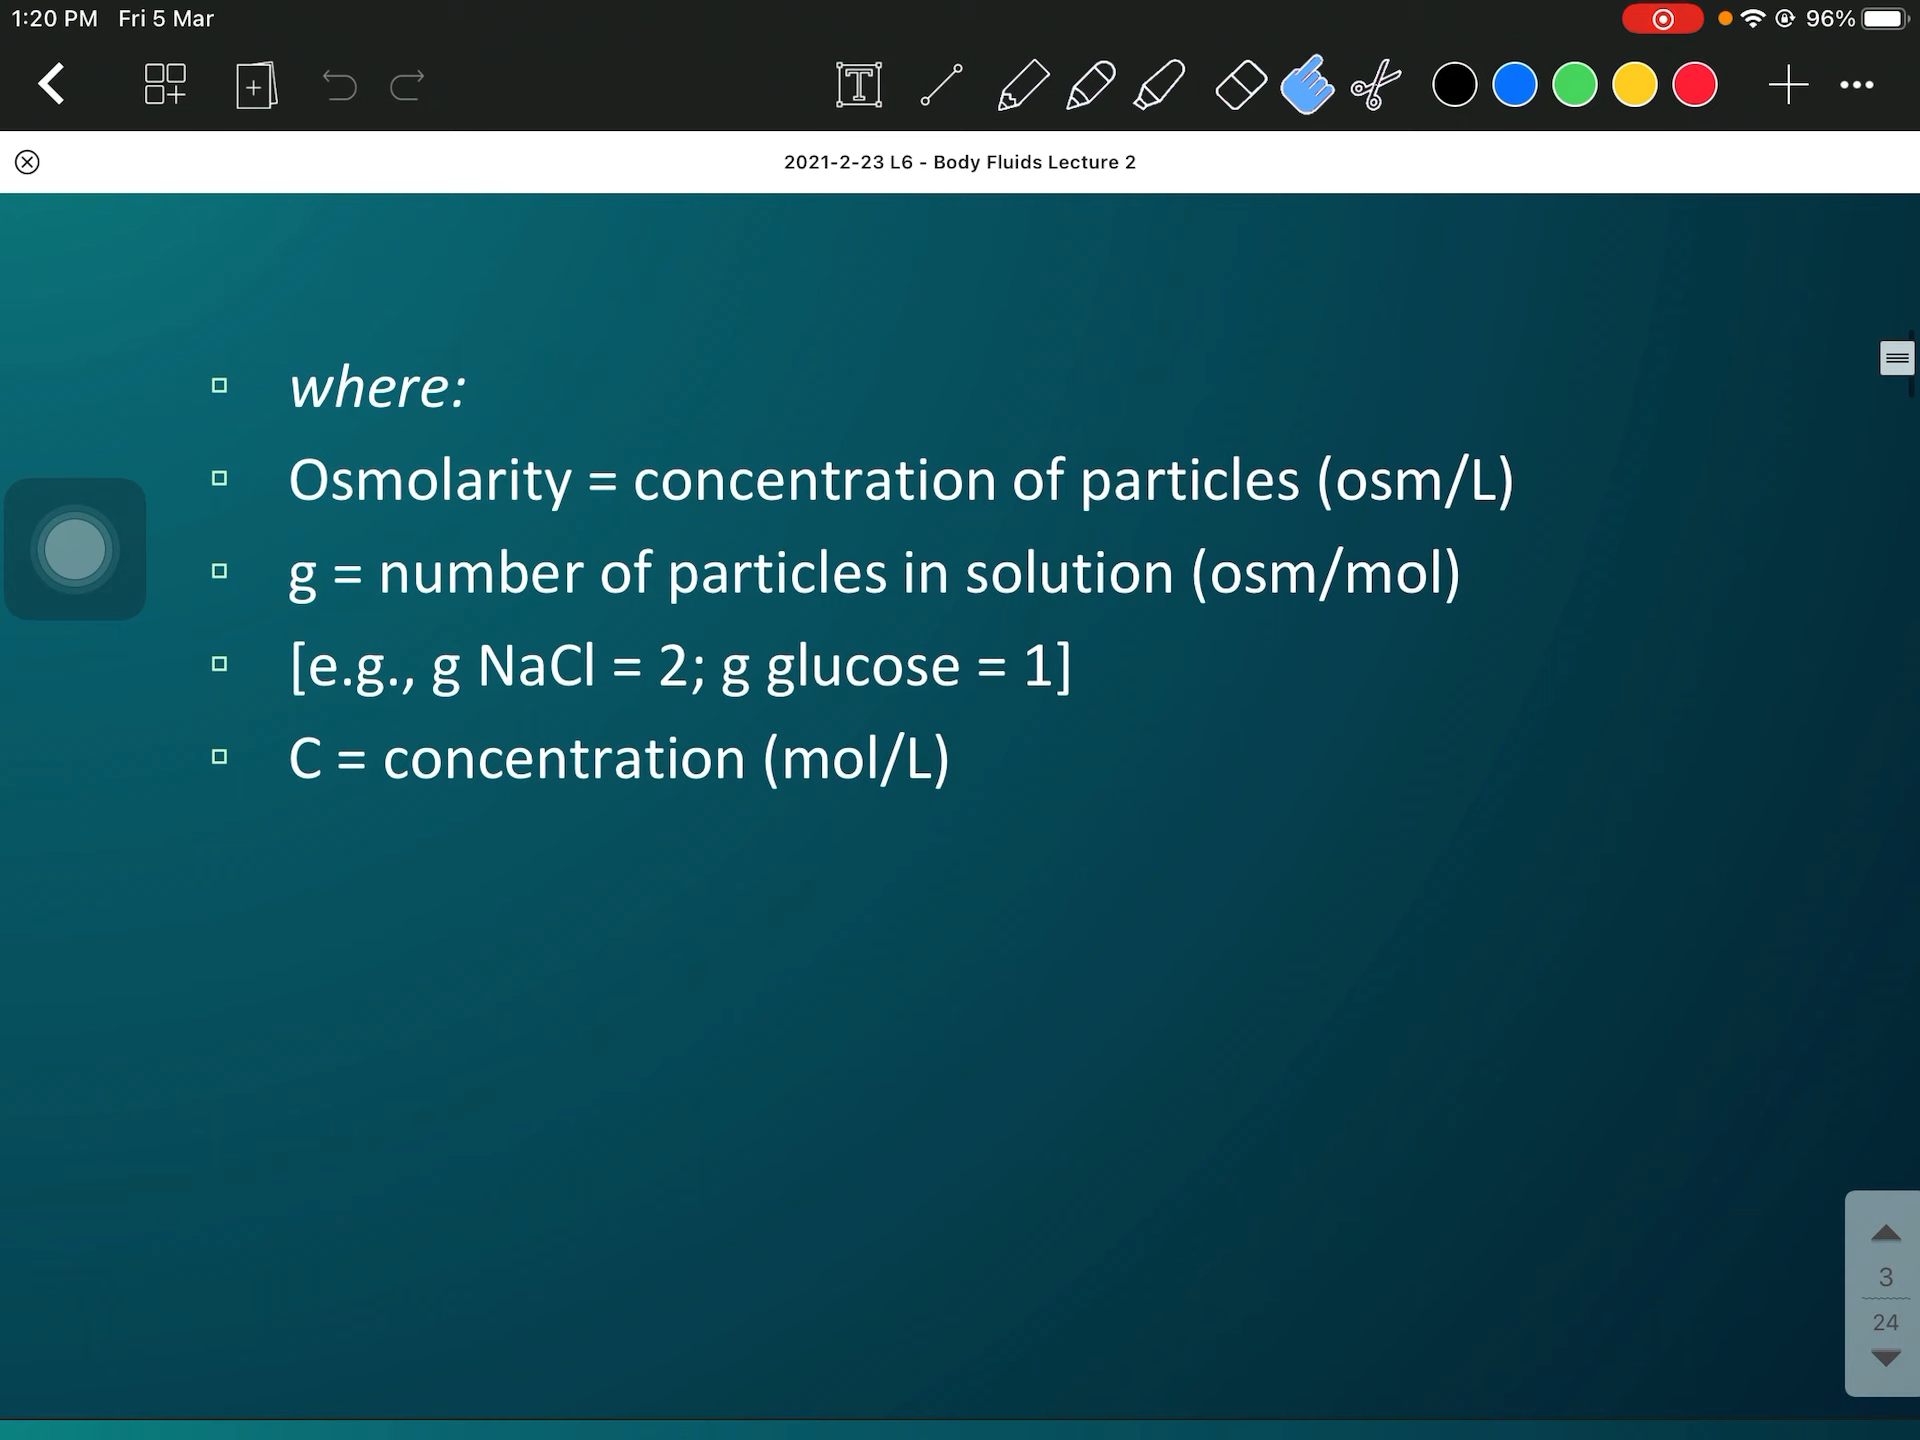 1:20 PM Fri 5 Mar
96%
T
2021-2-23 L6 - Body Fluids Lecture 2
where:
Osmolarity = concentration of particles (osm/L)
g = number of particles in solution (osm/mol)
[e.g., g NaCl = 2; g glucose = 1]
C = concentration (mol/L)
3
24